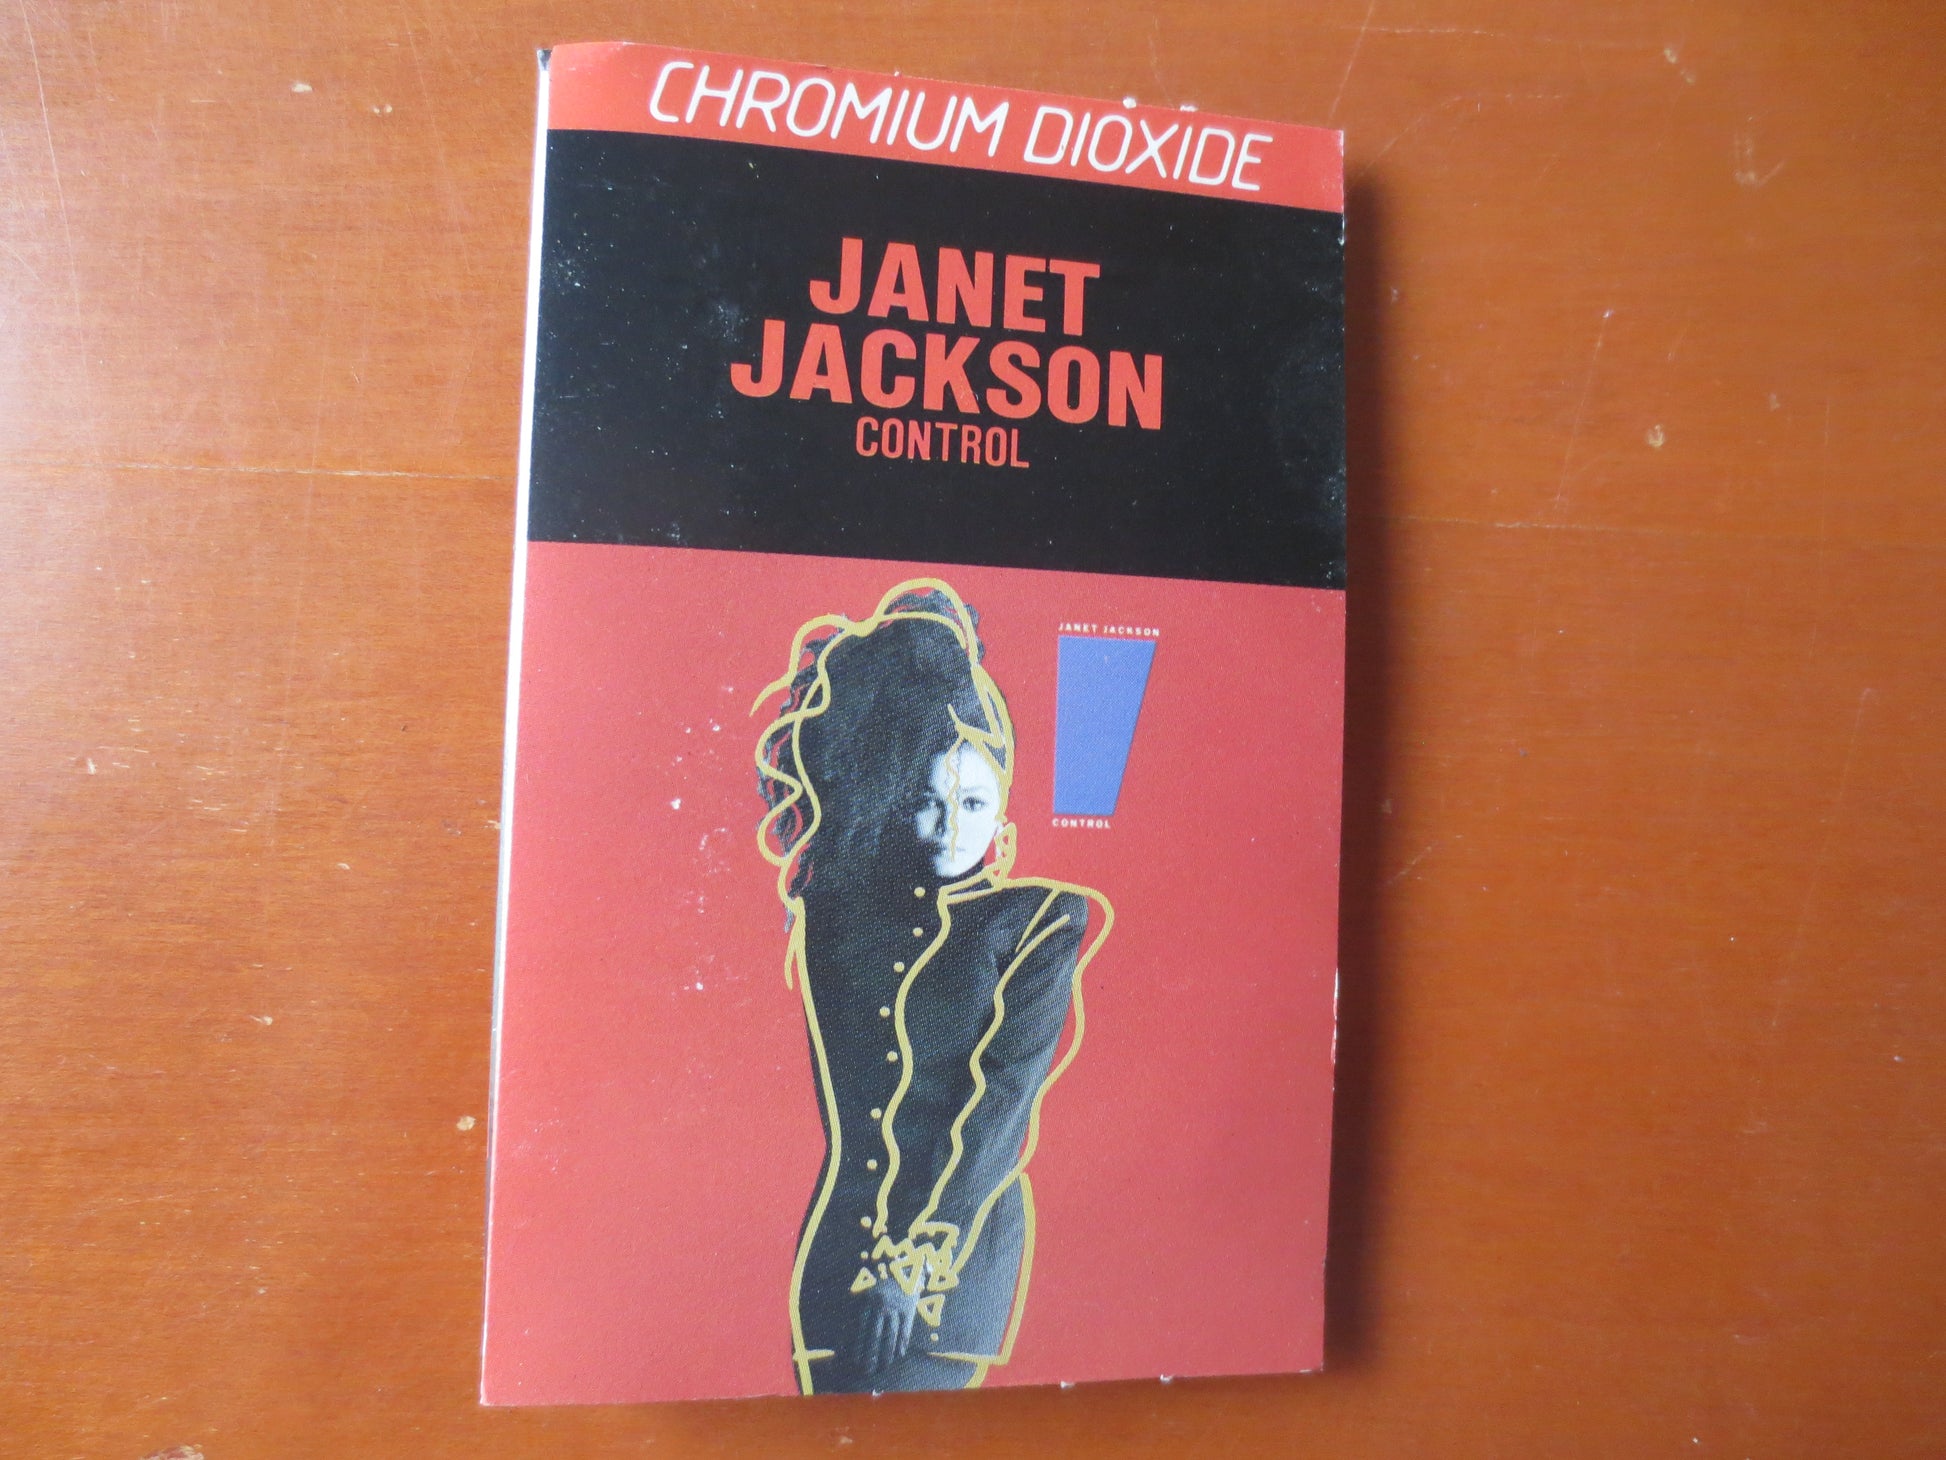 CHROMIUM DIOXIDE
JANET
JACKSON
CONTROL
JANET JACKSON
CONTROL